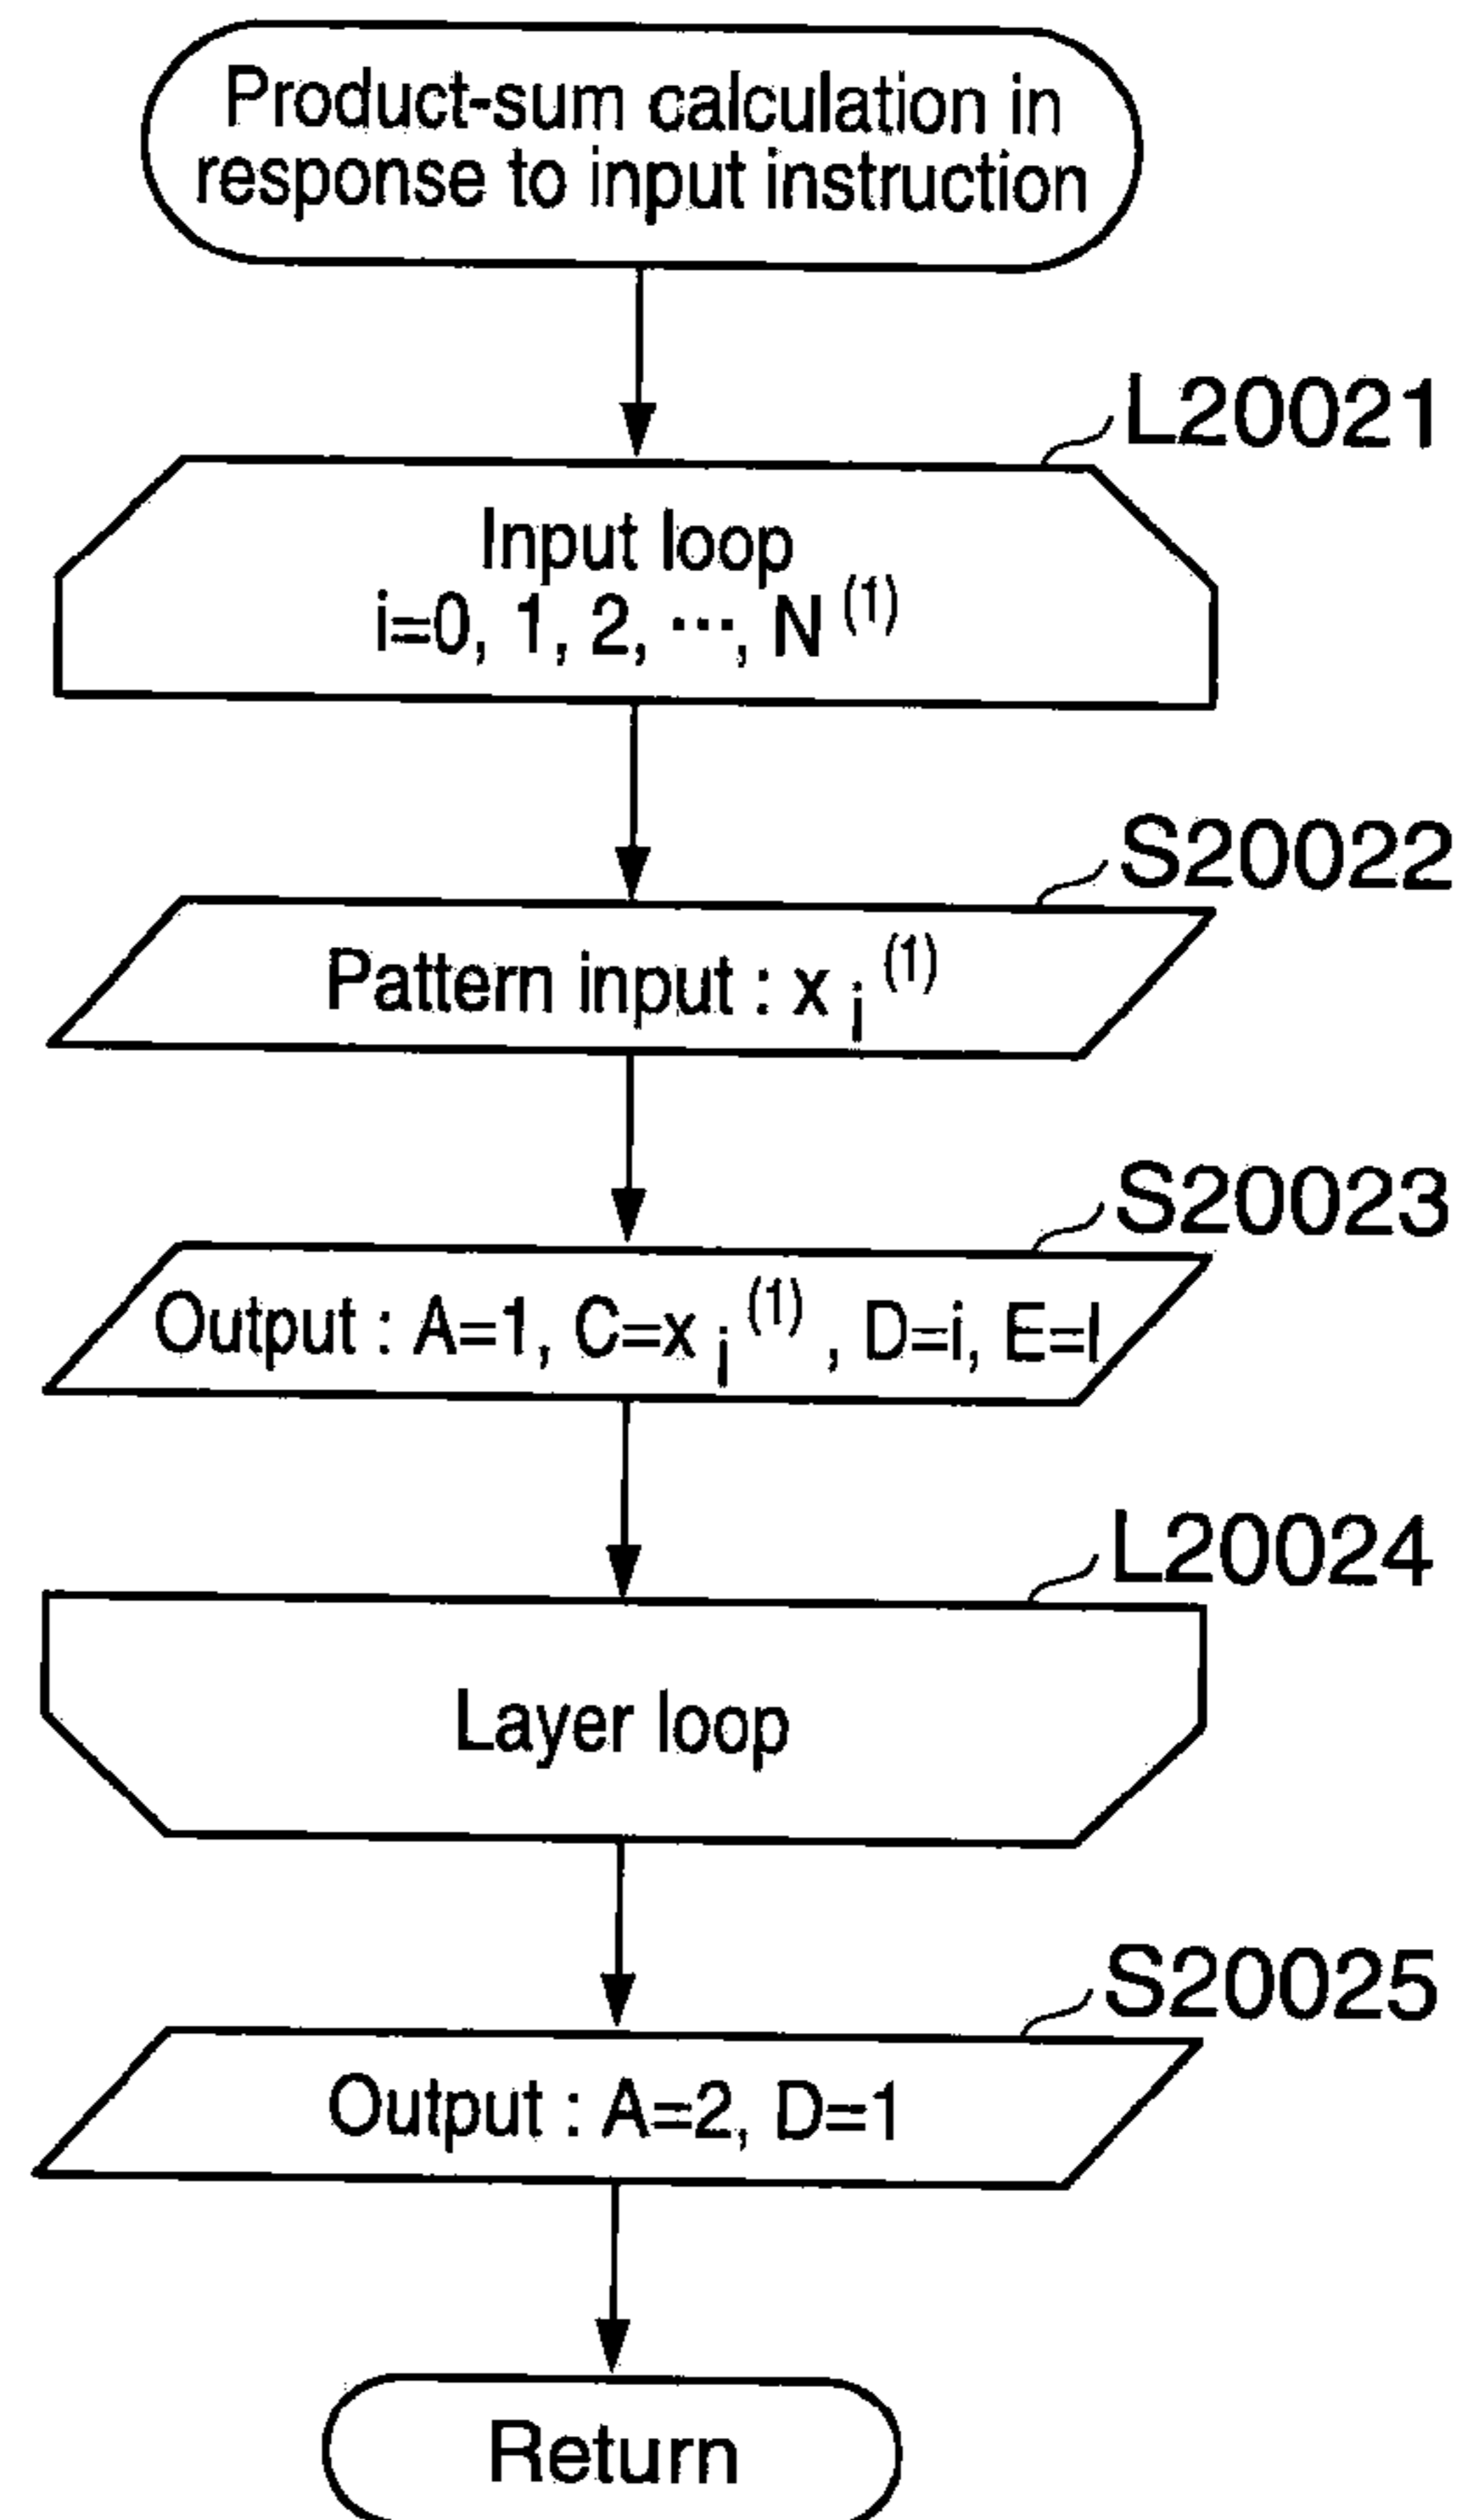 Product-sum calculation in
response to input instruction
L20021
Input loop
i=0, 1, 2, ···, N (1)
S20022
Pattern input : x i (1)
S20023
Output : A=1, C=x i (1) , D=i, E=I
L20024
Layer loop
S20025
Output : A=2, D=1
Return